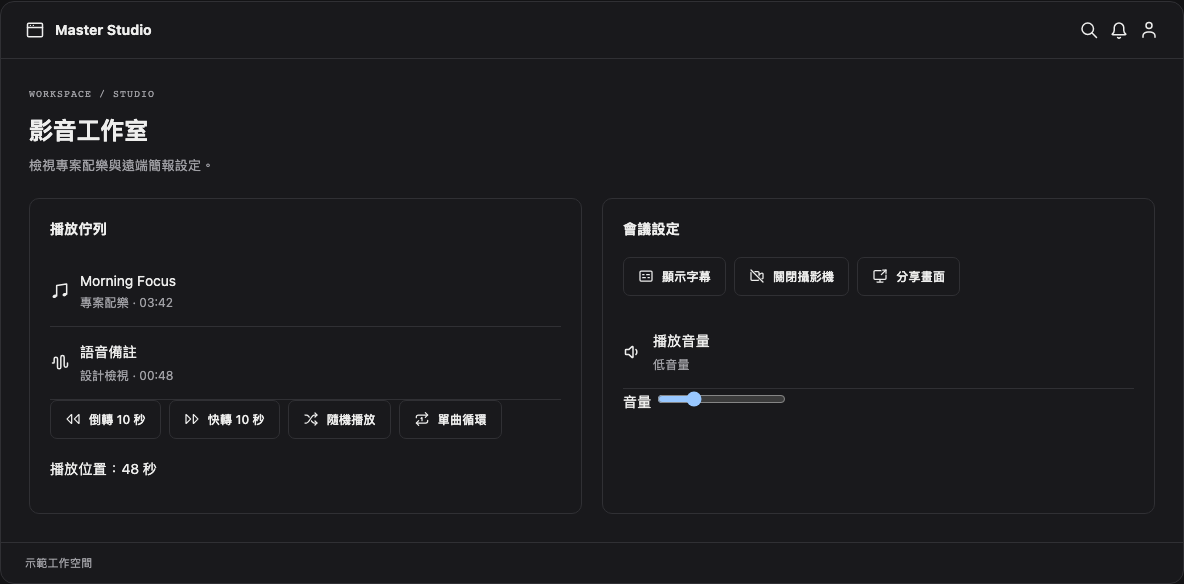 Master Studio
WORKSPACE / STUDIO
影音工作室
檢視專案配樂與遠端簡報設定。
播放佇列
Morning Focus
專案配樂 · 03:42
語音備註
設計檢視 · 00:48
倒轉 10 秒
快轉 10 秒
隨機播放
單曲循環
播放位置：48 秒
會議設定
顯示字幕
關閉攝影機
分享畫面
播放音量
低音量
音量
示範工作空間